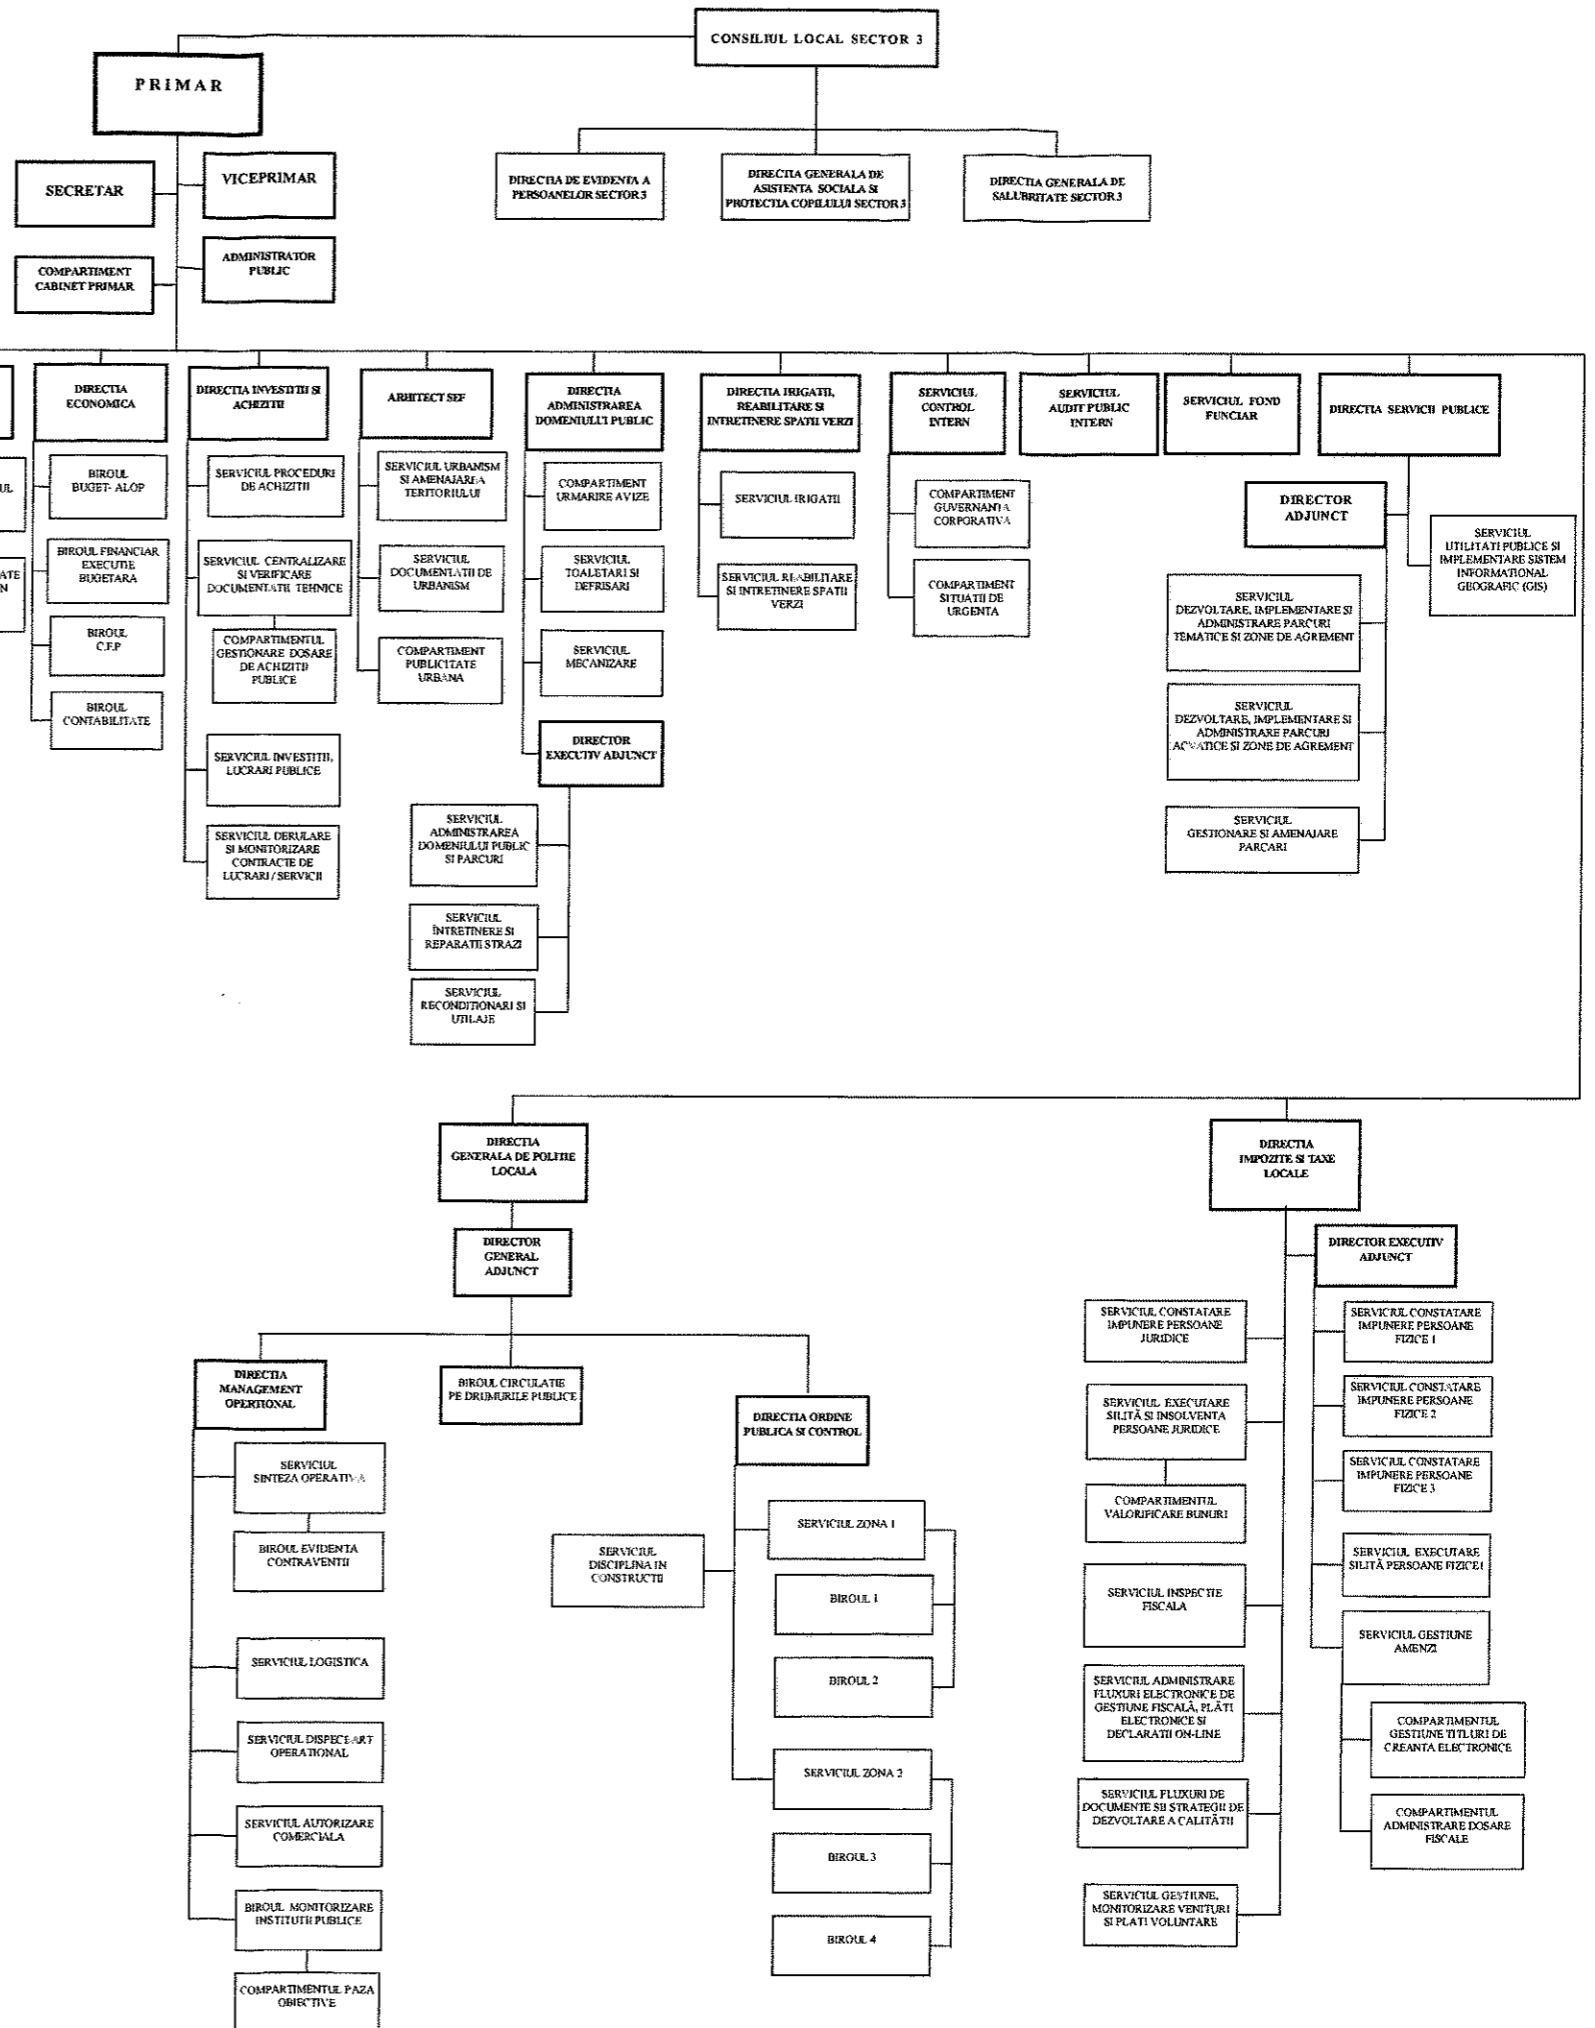 CONSILIUL LOCAL SECTOR 3
PRIMAR
SECRETAR
VICEPRIMAR
COMPARTIMENT
CABINET PRIMAR
ADMINISTRATOR
PUBLIC
DIRECTIA DE EVIDENTA A
PERSOANELOR SECTOR 3
DIRECTIA GENERALA DE
ASISTENTA SOCIALA SI
PROTECTIA COPILULUI SECTOR 3
DIRECTIA GENERALA DE
SALUBRITATE SECTOR 3
DIRECTIA
ECONOMICA
BIROUL
BUGET- ALOP
BIROUL FINANCIAR
EXECUTIE
BUGETARA
BIROUL
C.F.P
BIROUL
CONTABILITATE
DIRECTIA INVESTITII SI
ACHIZITII
SERVICIUL PROCEDURI
DE ACHIZITII
SERVICIUL CENTRALIZARE
SI VERIFICARE
DOCUMENTATII TEHNICE
COMPARTIMENTUL
GESTIONARE DOSARE
DE ACHIZITII
PUBLICE
SERVICIUL INVESTITII,
LUCRARI PUBLICE
SERVICIUL DERULARE
SI MONITORIZARE
CONTRACTE DE
LUCRARI / SERVICII
ARHITECT SEF
SERVICIUL URBANISM
SI AMENAJAREA
TERITORIULUI
SERVICIUL
DOCUMENTATII DE
URBANISM
COMPARTIMENT
PUBLICITATE
URBANA
DIRECTIA
ADMINISTRAREA
DOMENIULUI PUBLIC
COMPARTIMENT
URMARIRE AVIZE
SERVICIUL
TOALETARI SI
DEFRISARI
SERVICIUL
MECANIZARE
DIRECTOR
EXECUTIV ADJUNCT
SERVICIUL
ADMINISTRAREA
DOMENIULUI PUBLIC
SI PARCURI
SERVICIUL
ÎNTRETINERE SI
REPARATII STRAZI
SERVICIUL
RECONDITIONARI SI
UTILAJE
DIRECTIA IRIGATII,
REABILITARE SI
INTRETINERE SPATII VERZI
SERVICIUL IRIGATII
SERVICIUL REABILITARE
SI INTRETINERE SPATII
VERZI
SERVICIUL
CONTROL
INTERN
COMPARTIMENT
GUVERNANTA
CORPORATIVA
COMPARTIMENT
SITUATII DE
URGENTA
SERVICIUL
AUDIT PUBLIC
INTERN
SERVICIUL FOND
FUNCIAR
DIRECTIA SERVICII PUBLICE
DIRECTOR
ADJUNCT
SERVICIUL
UTILITATI PUBLICE SI
IMPLEMENTARE SISTEM
INFORMATIONAL
GEOGRAFIC (GIS)
SERVICIUL
DEZVOLTARE, IMPLEMENTARE SI
ADMINISTRARE PARCURI
TEMATICE SI ZONE DE AGREMENT
SERVICIUL
DEZVOLTARE, IMPLEMENTARE SI
ADMINISTRARE PARCURI
ACVATICE SI ZONE DE AGREMENT
SERVICIUL
GESTIONARE SI AMENAJARE
PARCARI
DIRECTIA
GENERALA DE POLITIE
LOCALA
DIRECTOR
GENERAL
ADJUNCT
DIRECTIA
MANAGEMENT
OPERTIONAL
SERVICIUL
SINTEZA OPERATIVA
BIROUL EVIDENTA
CONTRAVENTII
SERVICIUL LOGISTICA
SERVICIUL DISPECERART
OPERATIONAL
SERVICIUL AUTORIZARE
COMERCIALA
BIROUL MONITORIZARE
INSTITUTII PUBLICE
COMPARTIMENTUL PAZA
OBIECTIVE
BIROUL CIRCULATIE
PE DRUMURILE PUBLICE
DIRECTIA ORDINE
PUBLICA SI CONTROL
SERVICIUL
DISCIPLINA IN
CONSTRUCTII
SERVICIUL ZONA 1
BIROUL 1
BIROUL 2
SERVICIUL ZONA 2
BIROUL 3
BIROUL 4
DIRECTIA
IMPOZITE SI TAXE
LOCALE
DIRECTOR EXECUTIV
ADJUNCT
SERVICIUL CONSTATARE
IMPUNERE PERSOANE
JURIDICE
SERVICIUL EXECUTARE
SILITĂ SI INSOLVENTA
PERSOANE JURIDICE
COMPARTIMENTUL
VALORIFICARE BUNURI
SERVICIUL INSPECTIE
FISCALA
SERVICIUL ADMINISTRARE
FLUXURI ELECTRONICE DE
GESTIUNE FISCALĂ, PLĂTI
ELECTRONICE SI
DECLARATII ON-LINE
SERVICIUL FLUXURI DE
DOCUMENTE SII STRATEGII DE
DEZVOLTARE A CALITĂTII
SERVICIUL GESTIUNE,
MONITORIZARE VENITURI
SI PLATI VOLUNTARE
SERVICIUL CONSTATARE
IMPUNERE PERSOANE
FIZICE 1
SERVICIUL CONSTATARE
IMPUNERE PERSOANE
FIZICE 2
SERVICIUL CONSTATARE
IMPUNERE PERSOANE
FIZICE 3
SERVICIUL EXECUTARE
SILITĂ PERSOANE FIZICE1
SERVICIUL GESTIUNE
AMENZI
COMPARTIMENTUL
GESTIUNE TITLURI DE
CREANTA ELECTRONICE
COMPARTIMENTUL
ADMINISTRARE DOSARE
FISCALE